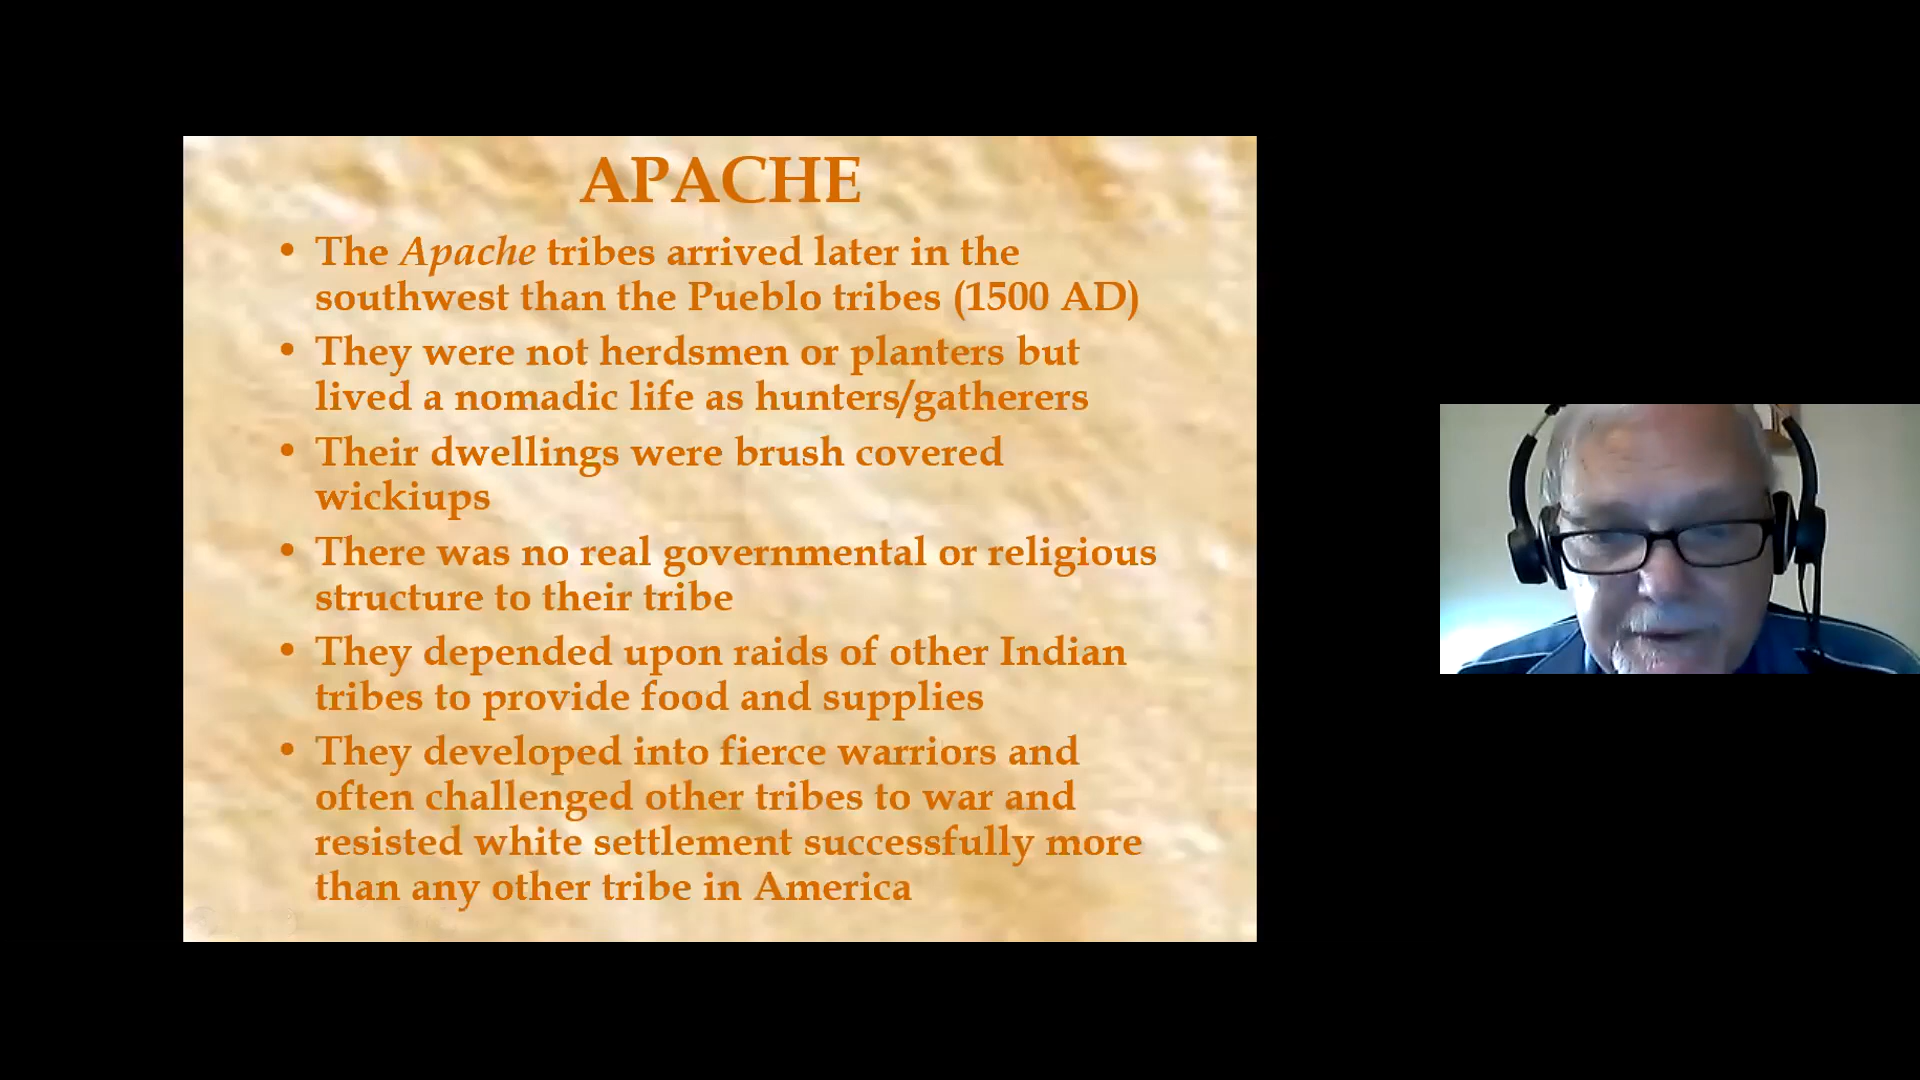 APACHE
• The Apache tribes arrived later in the
southwest than the Pueblo tribes (1500 AD)
• They were not herdsmen or planters but
lived a nomadic life as hunters/gatherers
• Their dwellings were brush covered
wickiups
• There was no real governmental or religious
structure to their tribe
• They depended upon raids of other Indian
tribes to provide food and supplies
• They developed into fierce warriors and
often challenged other tribes to war and
resisted white settlement successfully more
than any other tribe in America